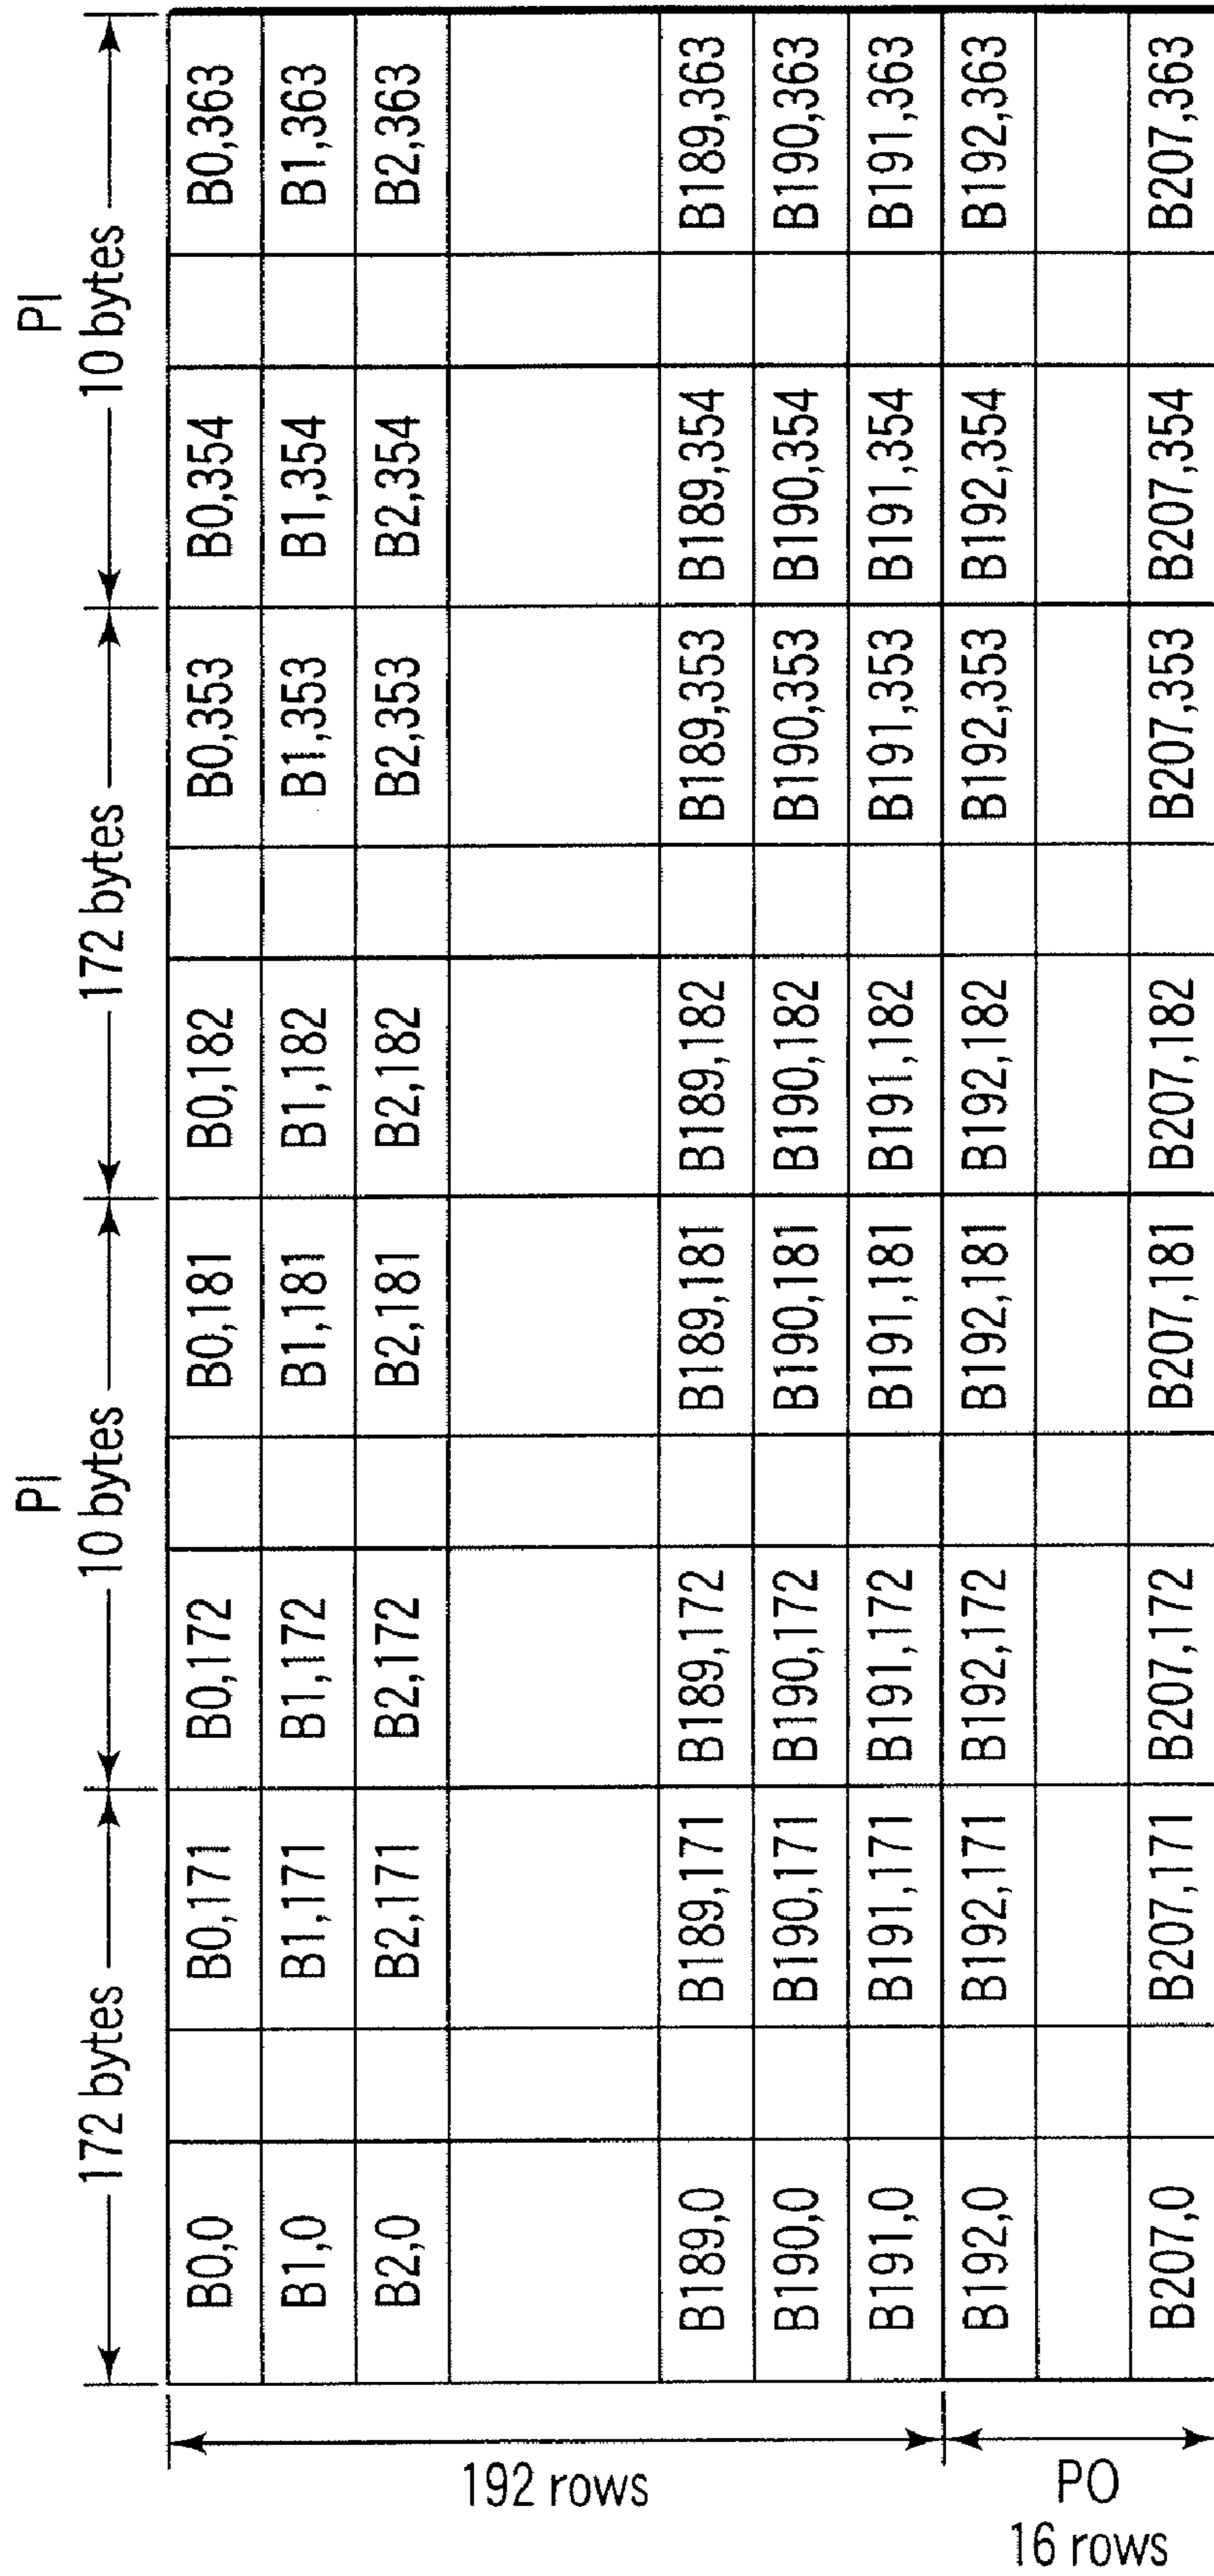 PI PI
172 bytes 10 bytes 172 bytes 10 bytes
B0,0 B0,171 B0,172 B0,181 B0,182 B0,353 B0,354 B0,363
B1,0 B1,171 B1,172 B1,181 B1,182 B1,353 B1,354 B1,363
B2,0 B2,171 B2,172 B2,181 B2,182 B2,353 B2,354 B2,363
B189,0 B189,171 B189,172 B189,181 B189,182 B189,353 B189,354 B189,363
B190,0 B190,171 B190,172 B190,181 B190,182 B190,353 B190,354 B190,363
B191,0 B191,171 B191,172 B191,181 B191,182 B191,353 B191,354 B191,363
B192,0 B192,171 B192,172 B192,181 B192,182 B192,353 B192,354 B192,363
B207,0 B207,171 B207,172 B207,181 B207,182 B207,353 B207,354 B207,363
192 rows
PO
16 rows